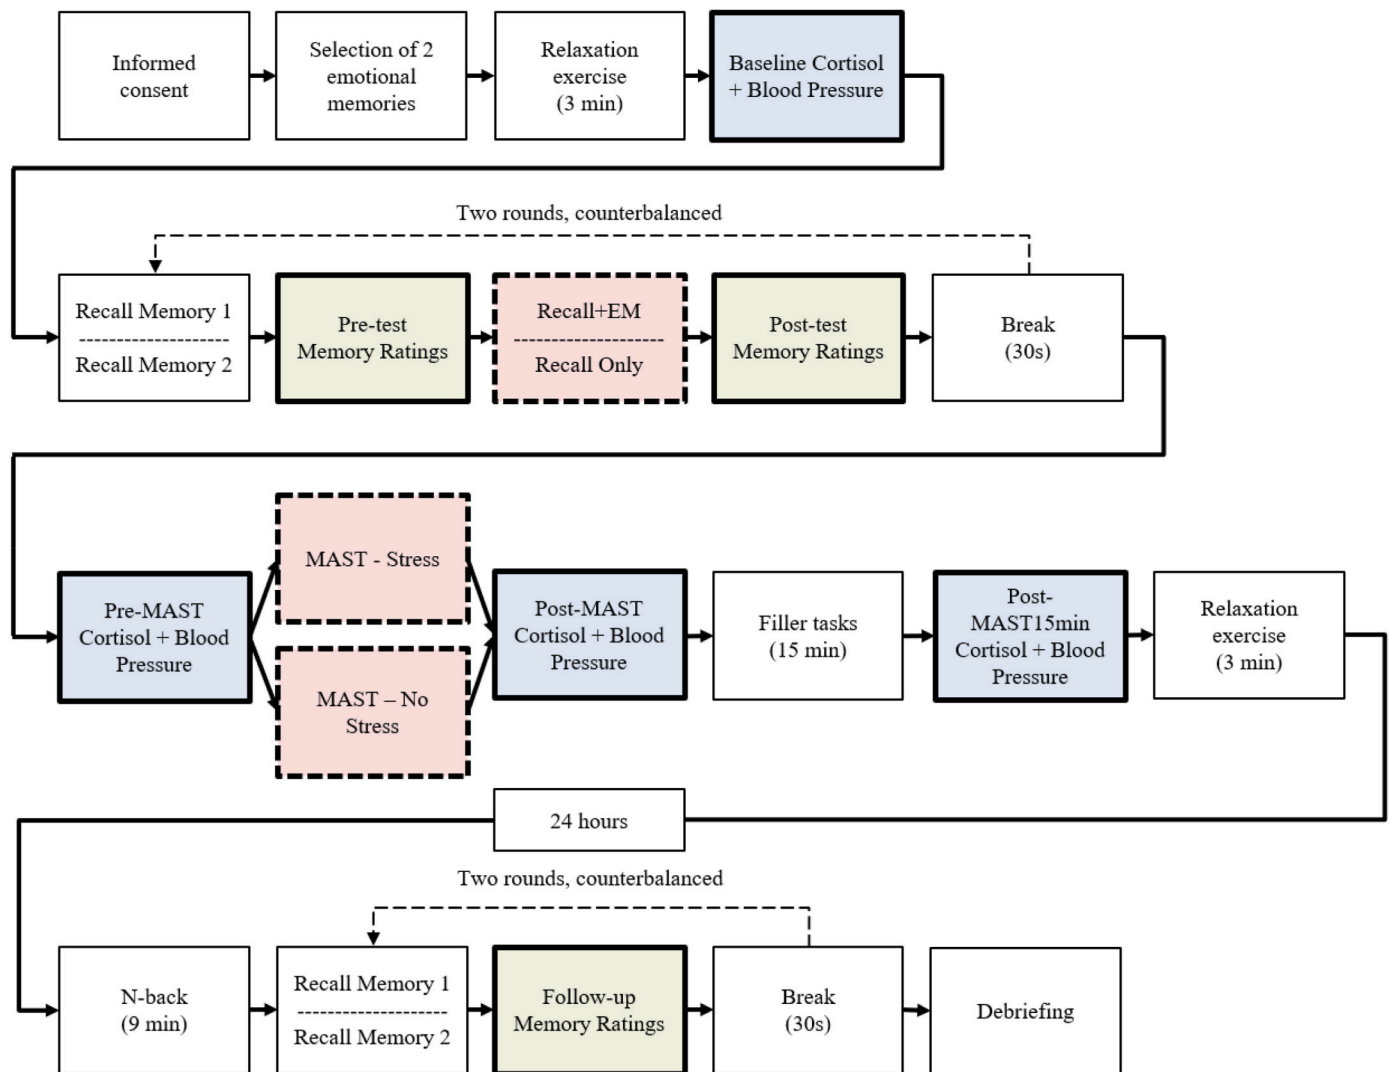 Informed
consent
Selection of 2
emotional
memories
Relaxation
exercise
(3 min)
Baseline Cortisol
+ Blood Pressure
Two rounds, counterbalanced
Recall Memory 1
Recall Memory 2
Pre-test
Memory Ratings
Recall+EM
Recall Only
Post-test
Memory Ratings
Break
(30s)
Pre-MAST
Cortisol + Blood
Pressure
MAST - Stress
MAST – No
Stress
Post-MAST
Cortisol + Blood
Pressure
Filler tasks
(15 min)
Post-
MAST15min
Cortisol + Blood
Pressure
Relaxation
exercise
(3 min)
24 hours
Two rounds, counterbalanced
N-back
(9 min)
Recall Memory 1
Recall Memory 2
Follow-up
Memory Ratings
Break
(30s)
Debriefing